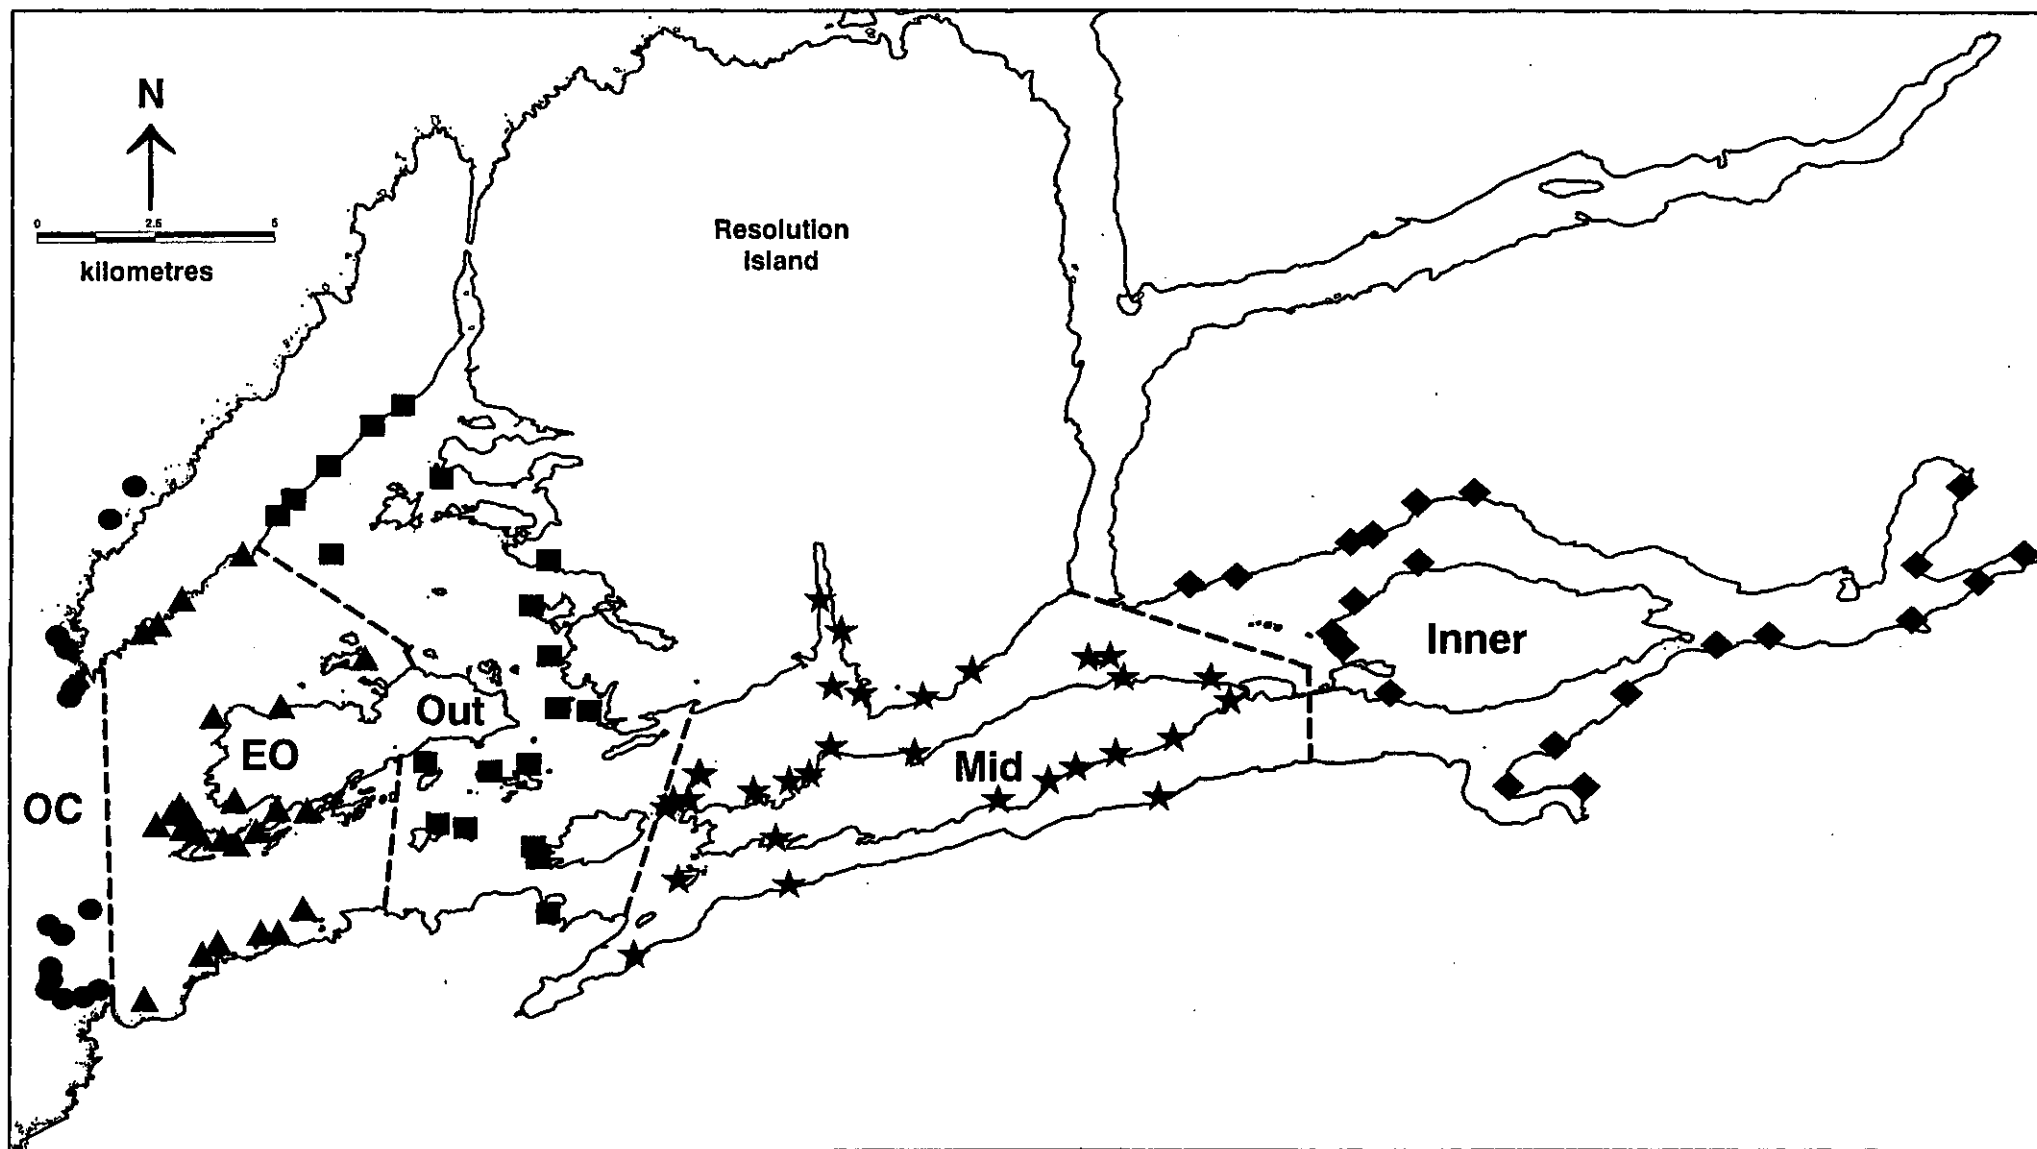 N
0 2.5 5
kilometres
Resolution
Island
Inner
Out
EO
Mid
OC